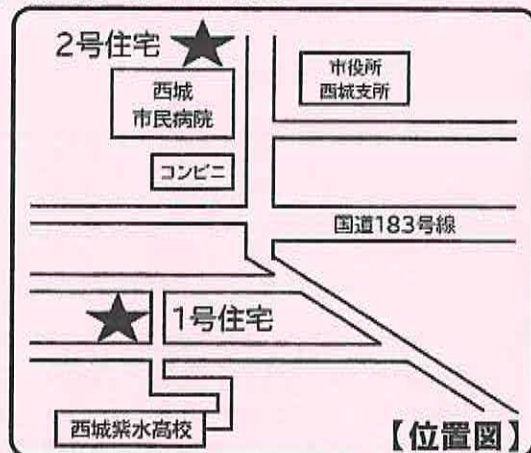 2号住宅
市役所
西城支所
西城
市民病院
コンビニ
国道183号線
1号住宅
西城紫水高校
【位置図】